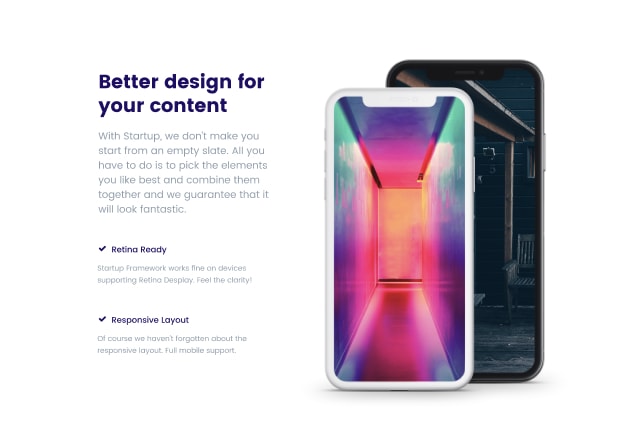 Better design for
your content
With Startup, we don't make you
start from an empty slate. All you
have to do is to pick the elements
you like best and combine them
together and we guarantee that it
will look fantastic.
Retina Ready
Startup Framework works fine on devices
supporting Retina Desplay. Feel the clarity!
Responsive Layout
Of course we haven't forgotten about the
responsive layout. Full mobile support.